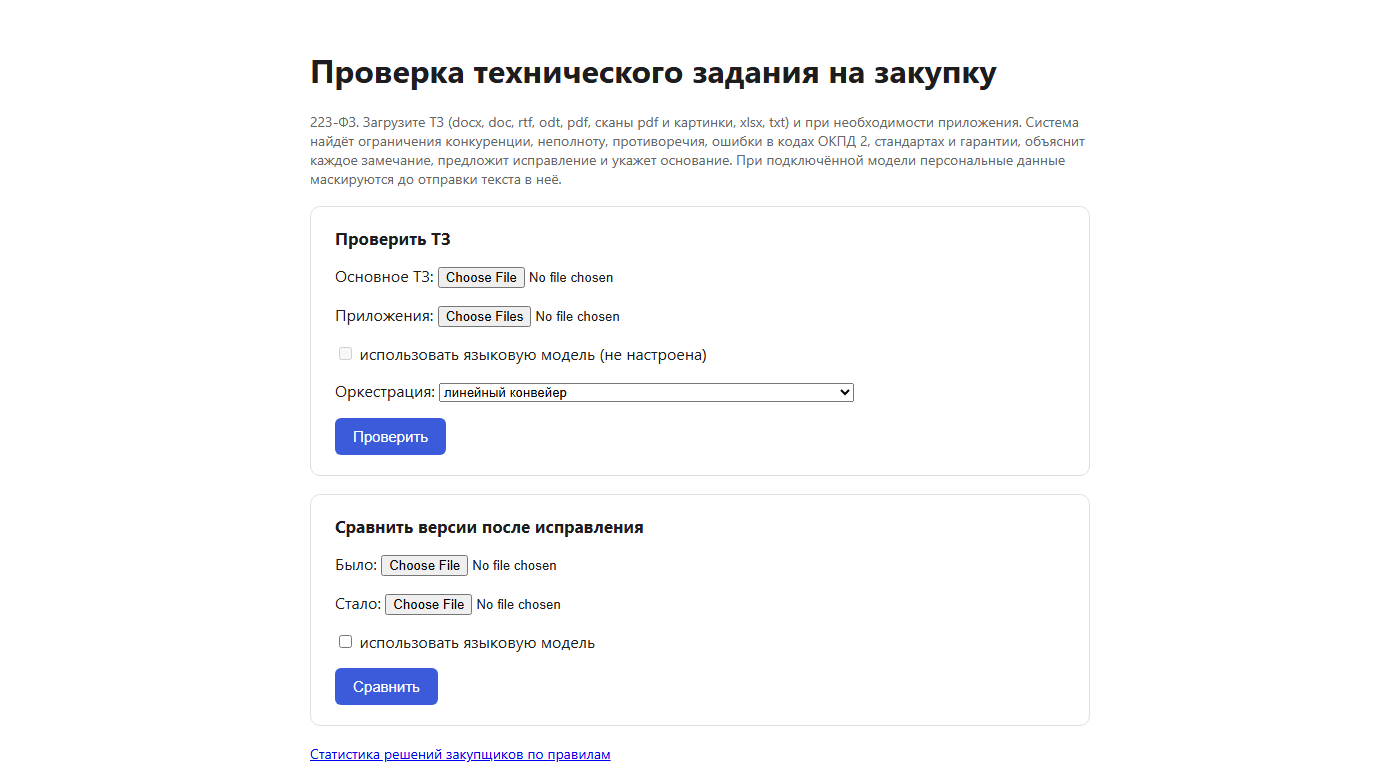 Проверка технического задания на закупку
223-ФЗ. Загрузите ТЗ (docx, doc, rtf, odt, pdf, сканы pdf и картинки, xlsx, txt) и при необходимости приложения. Система
найдёт ограничения конкуренции, неполноту, противоречия, ошибки в кодах ОКПД 2, стандартах и гарантии, объяснит
каждое замечание, предложит исправление и укажет основание. При подключённой модели персональные данные
маскируются до отправки текста в неё.
Проверить ТЗ
Основное ТЗ: Choose File No file chosen
Приложения: Choose Files No file chosen
использовать языковую модель (не настроена)
Оркестрация: линейный конвейер
Проверить
Сравнить версии после исправления
Было: Choose File No file chosen
Стало: Choose File No file chosen
использовать языковую модель
Сравнить
Статистика решений закупщиков по правилам